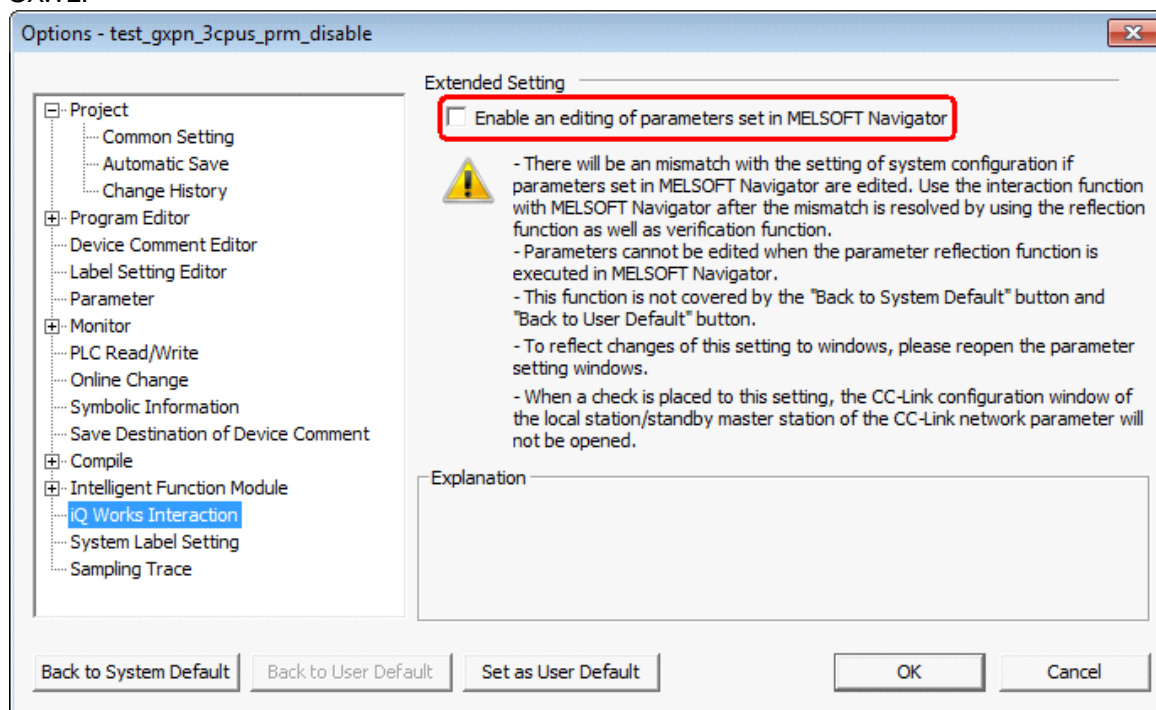 Options - test_gxpn_3cpus_prm_disable
Extended Setting
Project
Common Setting
Automatic Save
Change History
Program Editor
Device Comment Editor
Label Setting Editor
Parameter
Monitor
PLC Read/Write
Online Change
Symbolic Information
Save Destination of Device Comment
Compile
Intelligent Function Module
iQ Works Interaction
System Label Setting
Sampling Trace
Enable an editing of parameters set in MELSOFT Navigator
- There will be an mismatch with the setting of system configuration if
parameters set in MELSOFT Navigator are edited. Use the interaction function
with MELSOFT Navigator after the mismatch is resolved by using the reflection
function as well as verification function.
- Parameters cannot be edited when the parameter reflection function is
executed in MELSOFT Navigator.
- This function is not covered by the "Back to System Default" button and
"Back to User Default" button.
- To reflect changes of this setting to windows, please reopen the parameter
setting windows.
- When a check is placed to this setting, the CC-Link configuration window of
the local station/standby master station of the CC-Link network parameter will
not be opened.
Explanation
Back to System Default
Back to User Default
Set as User Default
OK
Cancel